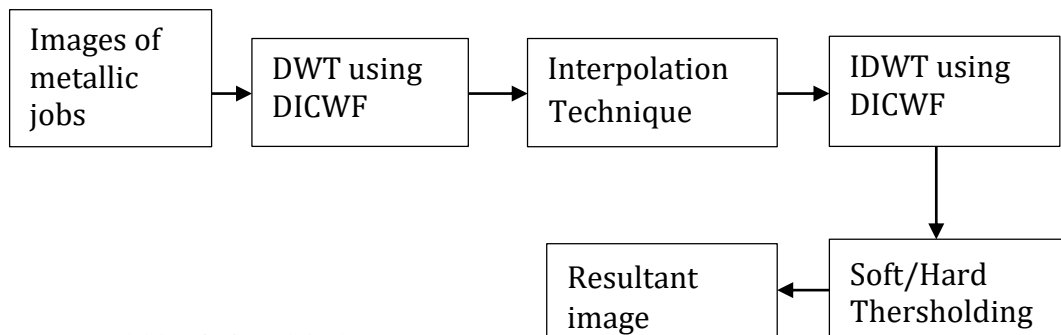 Images of
metallic
jobs
DWT using
DICWF
Interpolation
Technique
IDWT using
DICWF
Soft/Hard
Thersholding
Resultant
image